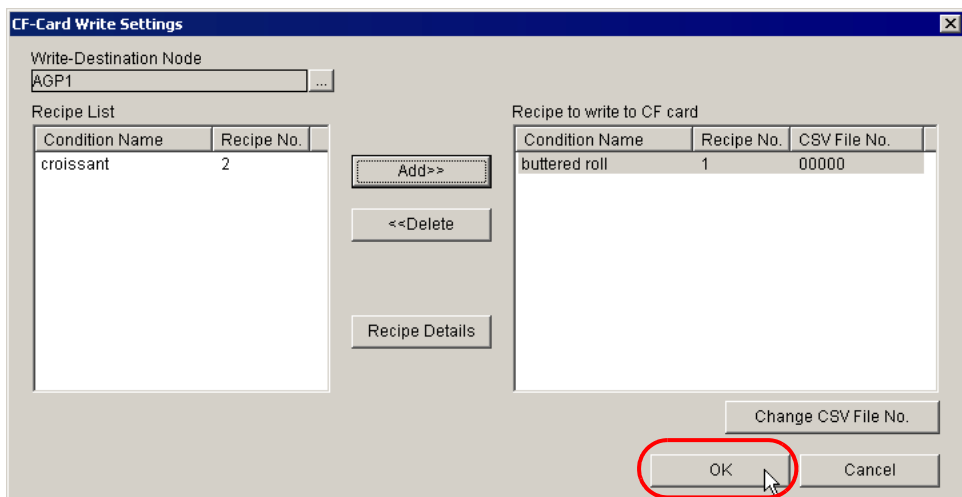 CF-Card Write Settings
Write-Destination Node
AGP1 ...
Recipe List
Condition Name Recipe No.
croissant 2
Add>>
<<Delete
Recipe Details
Recipe to write to CF card
Condition Name Recipe No. CSV File No.
buttered roll 1 00000
Change CSV File No.
OK Cancel